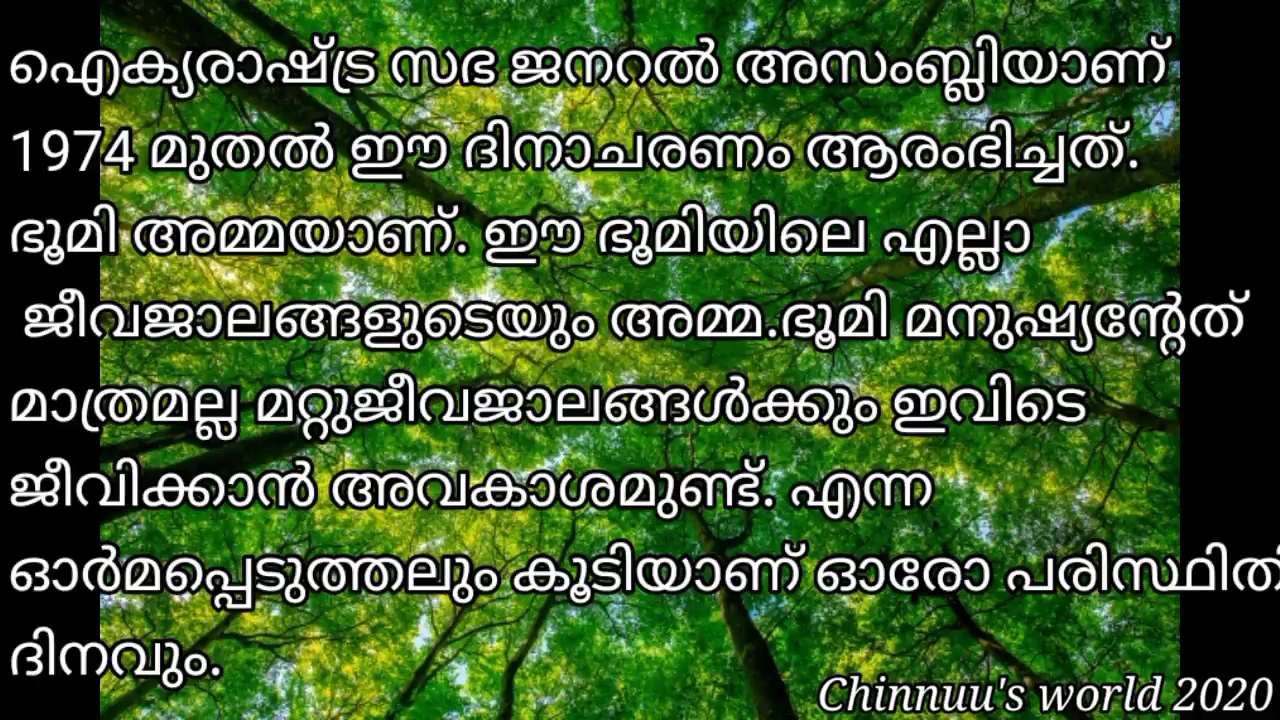 ഐക്യരാഷ്ട്ര സഭ ജനറൽ അസംബ്ലിയാണ്
1974 മുതൽ ഈ ദിനാചരണം ആരംഭിച്ചത്.
ഭൂമി അമ്മയാണ്. ഈ ഭൂമിയിലെ എല്ലാ
ജീവജാലങ്ങളുടെയും അമ്മ.ഭൂമി മനുഷ്യന്റേത്
മാത്രമല്ല മറ്റുജീവജാലങ്ങൾക്കും ഇവിടെ
ജീവിക്കാൻ അവകാശമുണ്ട്. എന്ന
ഓർമപ്പെടുത്തലും കൂടിയാണ് ഓരോ പരിസ്ഥിതി
ദിനവും.
Chinnuu's world 2020